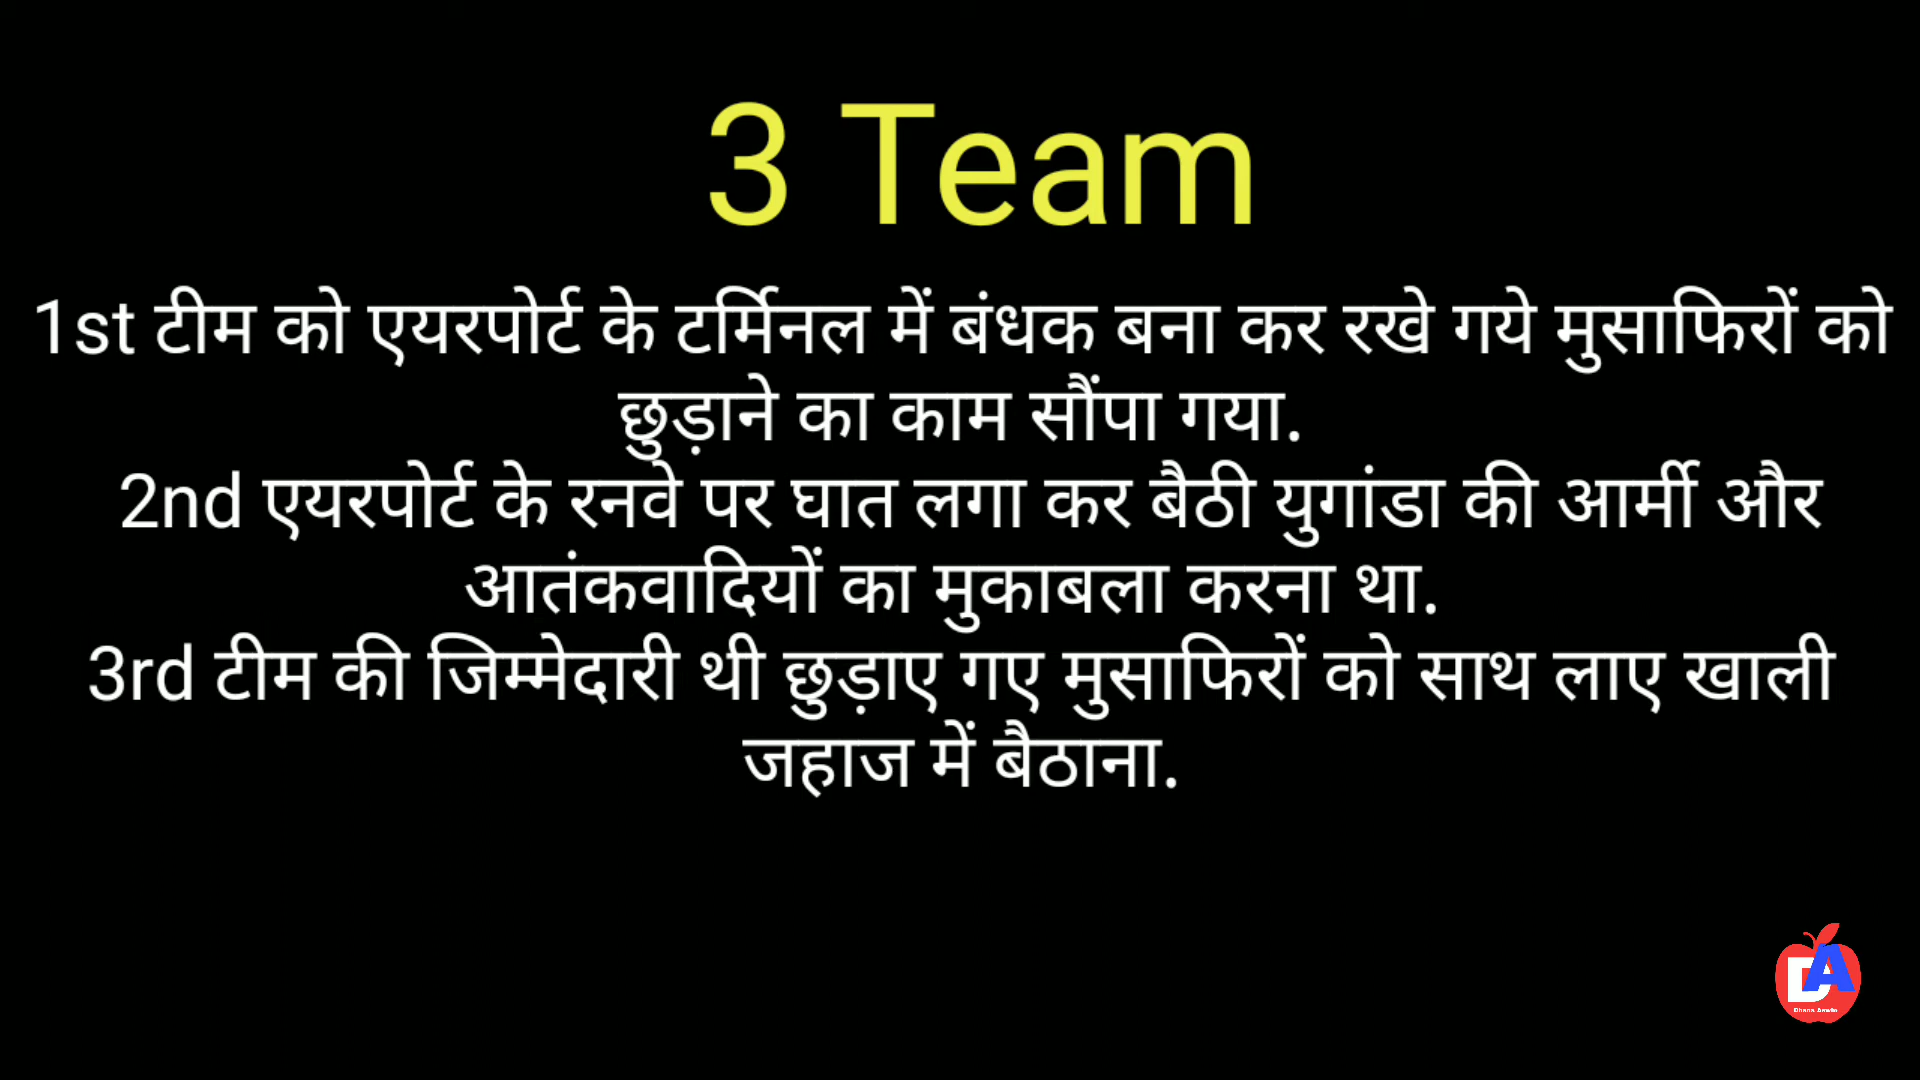 3 Team
1st टीम को एयरपोर्ट के टर्मिनल में बंधक बना कर रखे गये मुसाफिरों को
छुड़ाने का काम सौंपा गया.
2nd एयरपोर्ट के रनवे पर घात लगा कर बैठी युगांडा की आर्मी और
आतंकवादियों का मुकाबला करना था.
3rd टीम की जिम्मेदारी थी छुड़ाए गए मुसाफिरों को साथ लाए खाली
जहाज में बैठाना.
DA